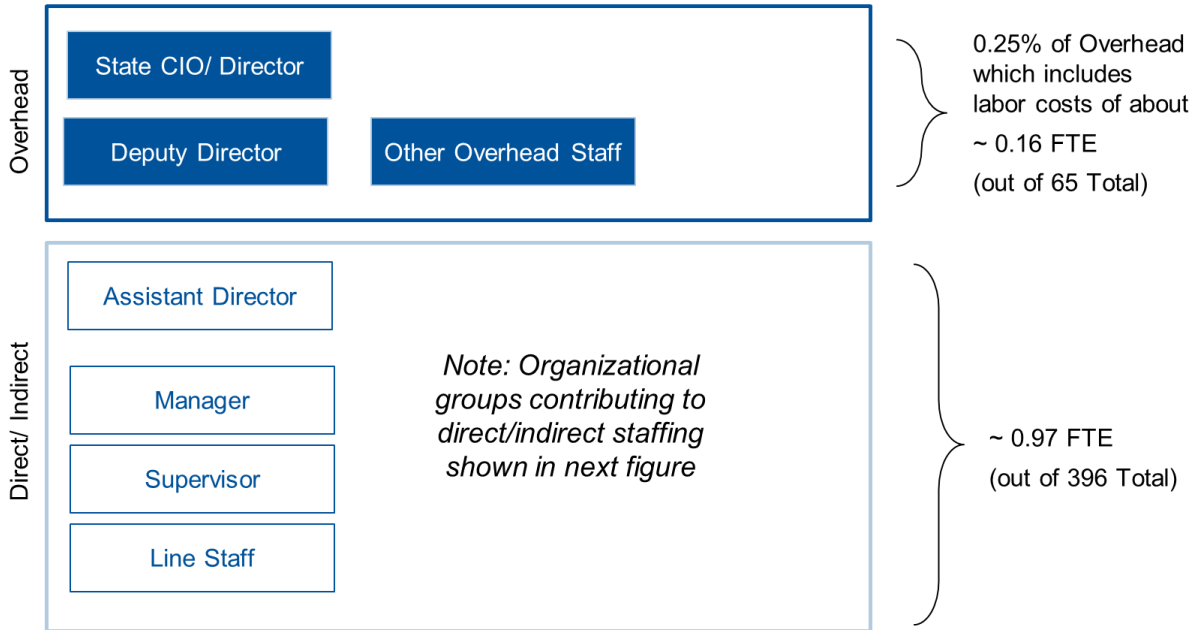 Overhead
State CIO/ Director
Deputy Director
Other Overhead Staff
0.25% of Overhead
which includes
labor costs of about
~ 0.16 FTE
(out of 65 Total)
Direct/ Indirect
Assistant Director
Manager
Supervisor
Line Staff
Note: Organizational
groups contributing to
direct/indirect staffing
shown in next figure
~ 0.97 FTE
(out of 396 Total)